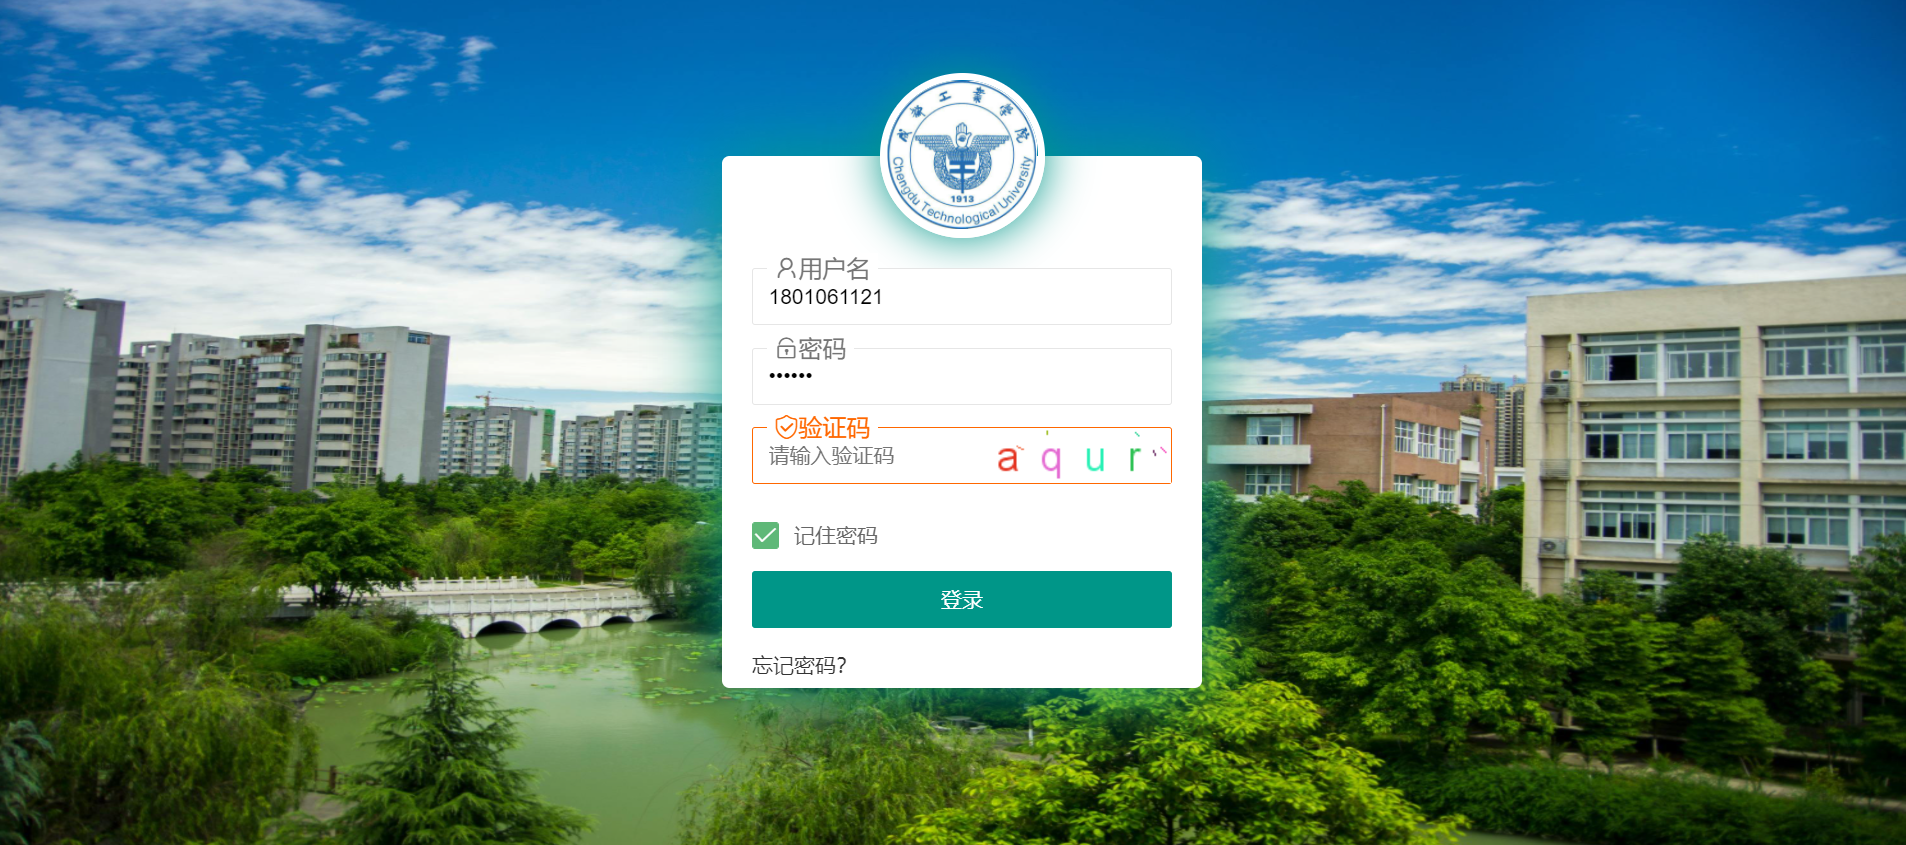 成都工业学院
Chengdu Technological University
1913
用户名
1801061121
密码
••••••
验证码
请输入验证码
a q u r
记住密码
登录
忘记密码?